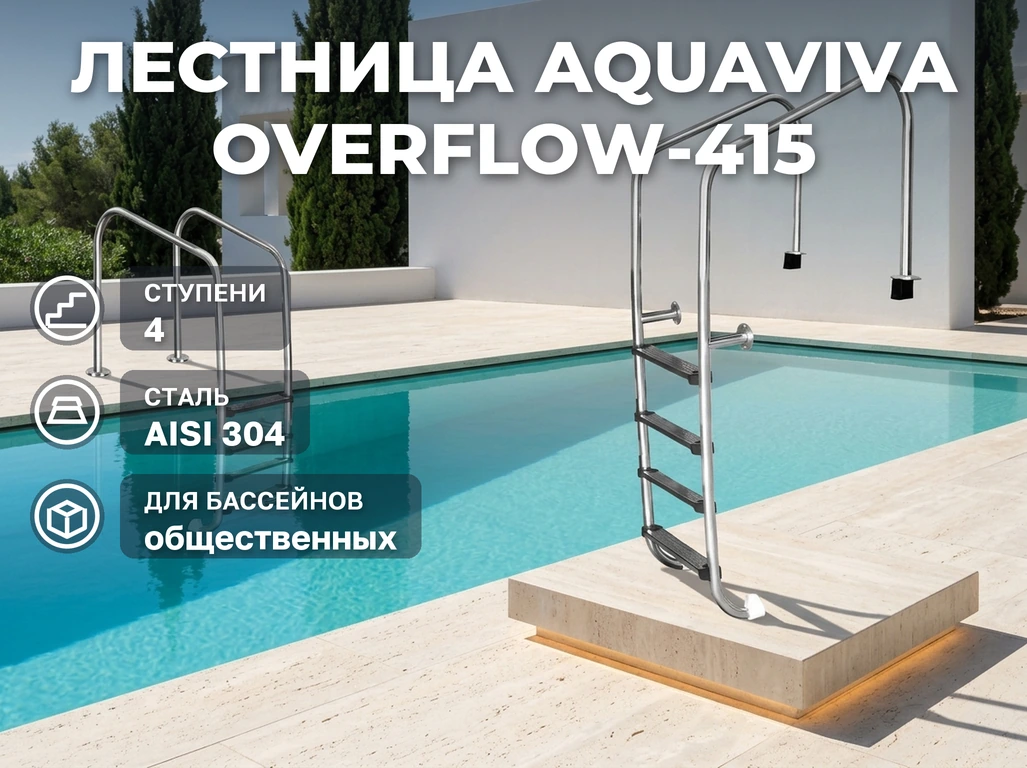 ЛЕСТНИЦА AQUAVIVA
OVERFLOW-415
СТУПЕНИ
4
СТАЛЬ
AISI 304
ДЛЯ БАССЕЙНОВ
общественных